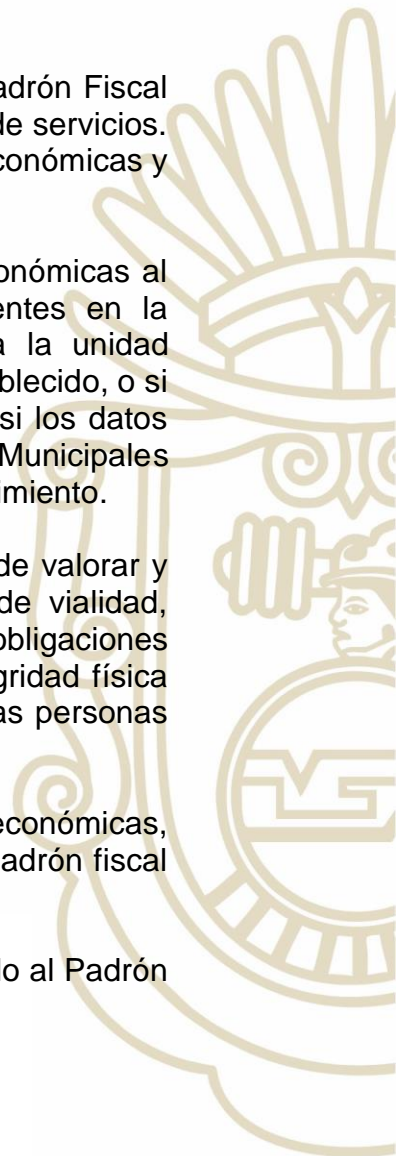 adrón Fiscal
de servicios.
conómicas y
onómicas al
entes en la
a la unidad
blecido, o si
si los datos
Municipales
imiento.
de valorar y
de vialidad,
obligaciones
gridad física
as personas
económicas,
adrón fiscal
do al Padrón